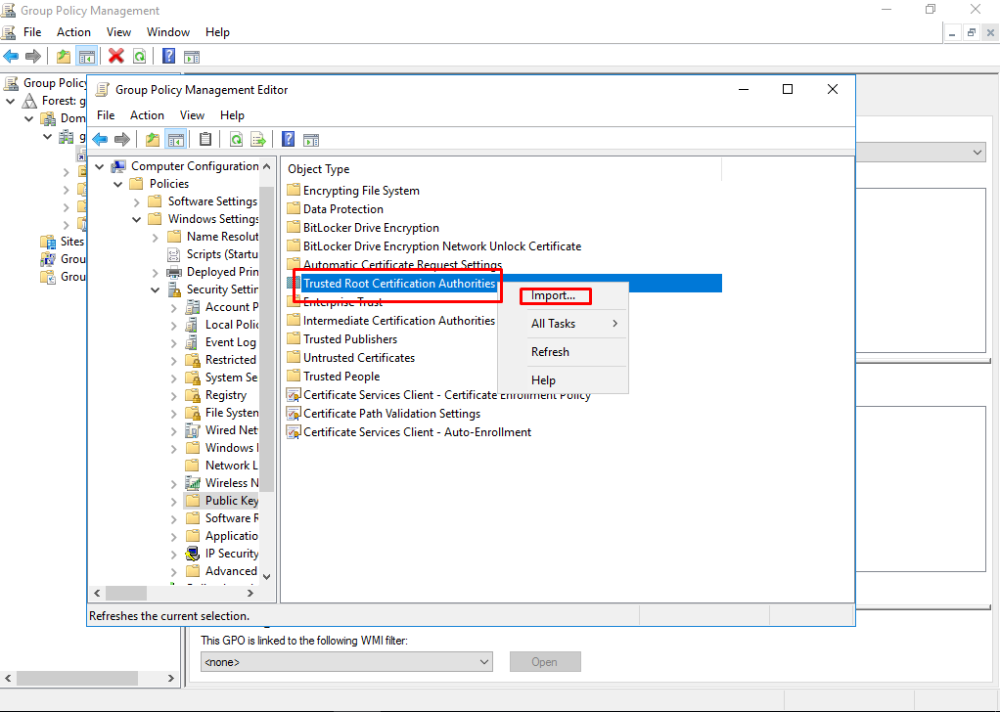 Group Policy Management
File Action View Window Help
Group Policy
Forest: g
Dom
g
Sites
Grou
Grou
Group Policy Management Editor
File Action View Help
Computer Configuration
Policies
Software Settings
Windows Settings
Name Resolut
Scripts (Startu
Deployed Prin
Security Settin
Account P
Local Polic
Event Log
Restricted
System Se
Registry
File System
Wired Net
Windows
Network L
Wireless N
Public Key
Software R
Applicatio
IP Security
Advanced
Object Type
Encrypting File System
Data Protection
BitLocker Drive Encryption
BitLocker Drive Encryption Network Unlock Certificate
Automatic Certificate Request Settings
Trusted Root Certification Authorities
Enterprise Trust
Intermediate Certification Authorities
Trusted Publishers
Untrusted Certificates
Trusted People
Certificate Services Client - Certificate Enrollment Policy
Certificate Path Validation Settings
Certificate Services Client - Auto-Enrollment
Import...
All Tasks
Refresh
Help
Refreshes the current selection.
This GPO is linked to the following WMI filter:
<none>
Open